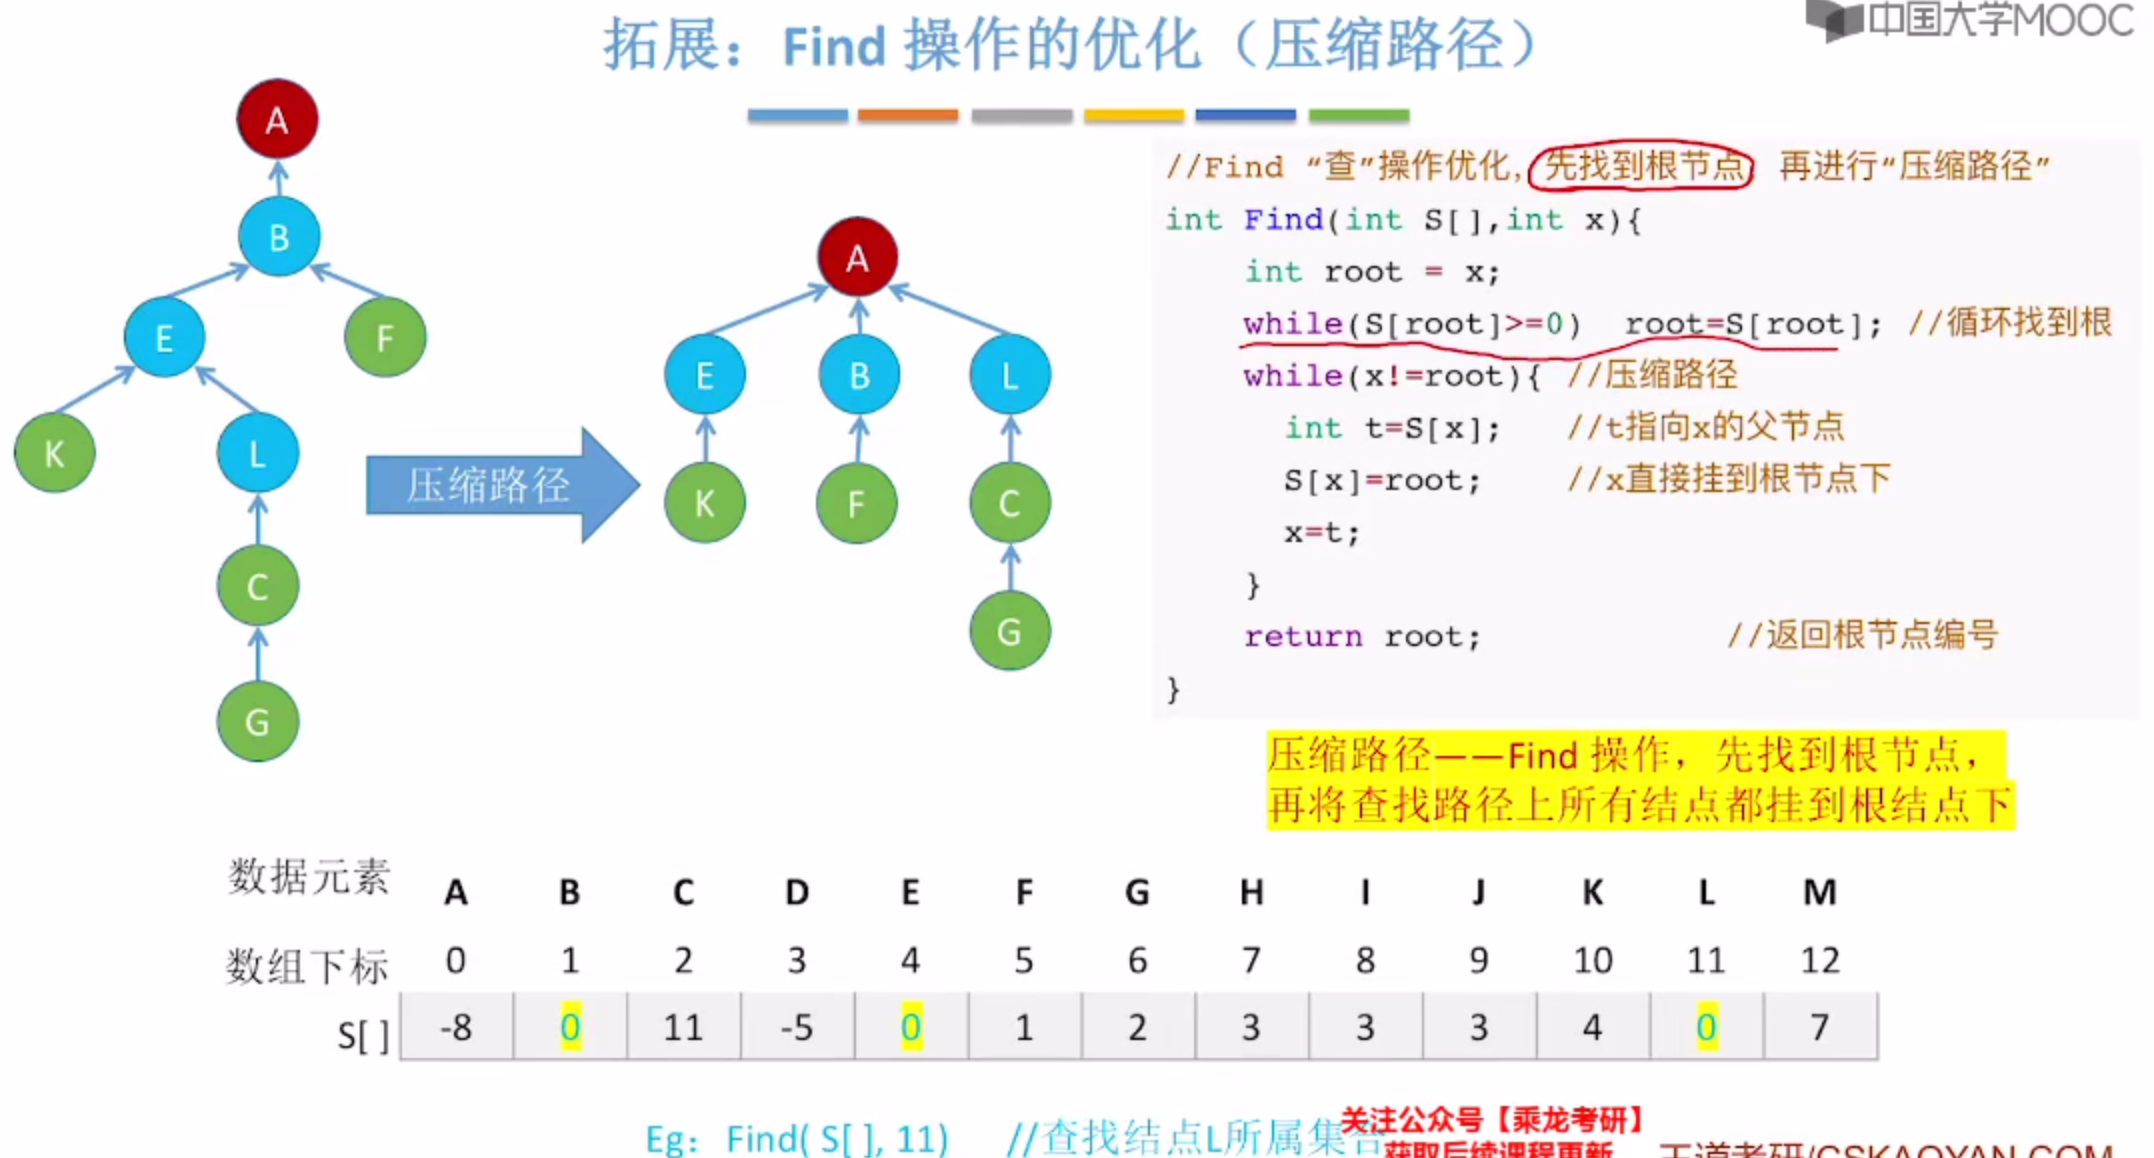 中国大学MOOC
拓展：Find 操作的优化（压缩路径）
A
B
E
F
K
L
C
G
压缩路径
A
E
B
L
K
F
C
G
//Find “查”操作优化, 先找到根节点 再进行“压缩路径”
int Find(int S[],int x){
int root = x;
while(S[root]>=0) root=S[root]; //循环找到根
while(x!=root){ //压缩路径
int t=S[x]; //t指向x的父节点
S[x]=root; //x直接挂到根节点下
x=t;
}
return root; //返回根节点编号
}
压缩路径——Find 操作，先找到根节点，
再将查找路径上所有结点都挂到根结点下
数据元素 A B C D E F G H I J K L M
数组下标 0 1 2 3 4 5 6 7 8 9 10 11 12
S[ ] -8 0 11 -5 0 1 2 3 3 3 4 0 7
Eg：Find( S[ ], 11) //查找结点L所属集合
关注公众号【乘龙考研】
获取后续课程更新
王道考研/CSKAOYAN.COM